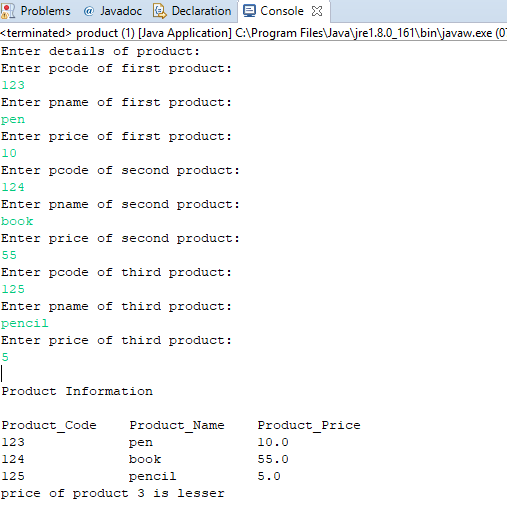 Problems @ Javadoc Declaration Console
<terminated> product (1) [Java Application] C:\Program Files\Java\jre1.8.0_161\bin\javaw.exe (0
Enter details of product:
Enter pcode of first product:
123
Enter pname of first product:
pen
Enter price of first product:
10
Enter pcode of second product:
124
Enter pname of second product:
book
Enter price of second product:
55
Enter pcode of third product:
125
Enter pname of third product:
pencil
Enter price of third product:
5
Product Information
Product_Code Product_Name Product_Price
123 pen 10.0
124 book 55.0
125 pencil 5.0
price of product 3 is lesser